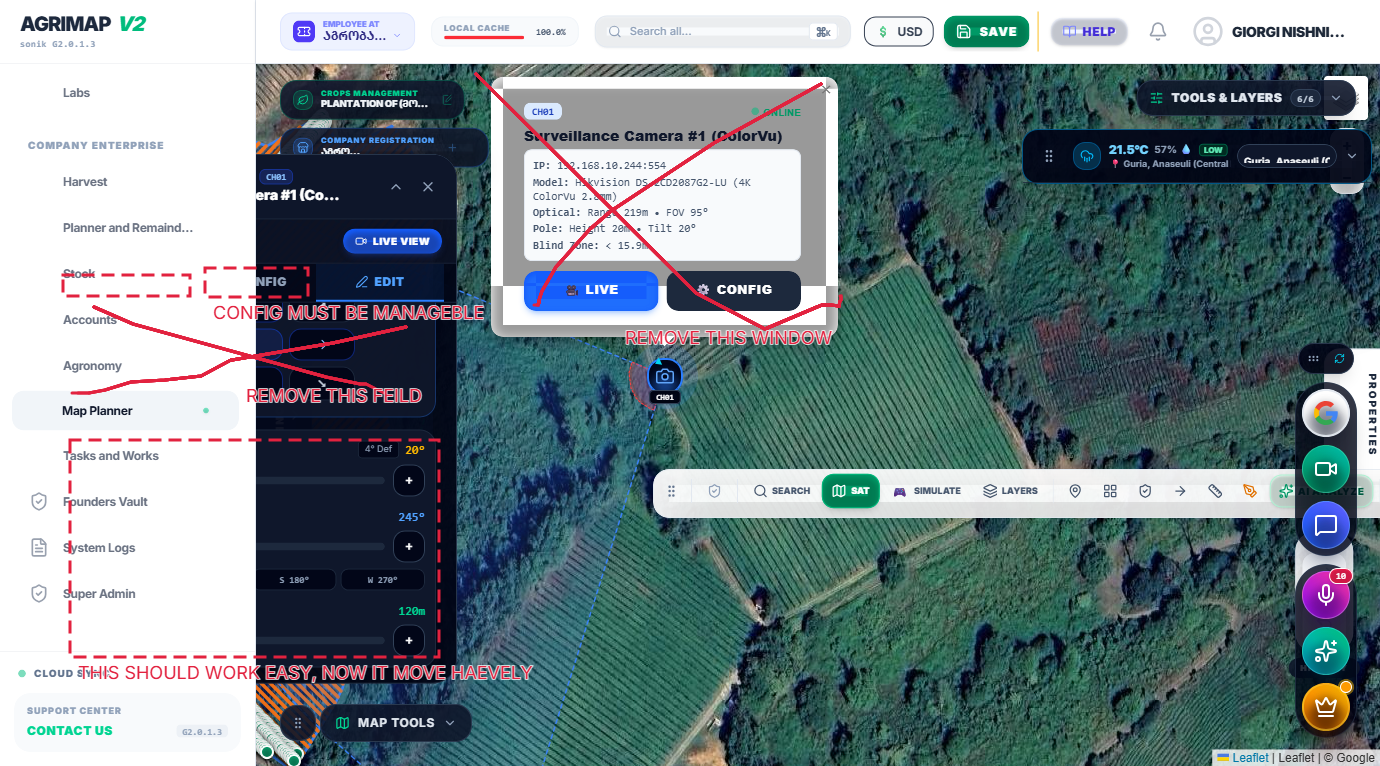 AGRIMAP V2
sonik G2.0.1.3
Labs
COMPANY ENTERPRISE
Harvest
Planner and Remaind...
Stock
Accounts
Agronomy
Map Planner
Tasks and Works
Founders Vault
System Logs
Super Admin
CLOUD
SUPPORT CENTER
CONTACT US
G2.0.1.3
EMPLOYEE AT
ᲐᲒᲠᲝᲑᲐ...
LOCAL CACHE
100.0%
Search all...
⌘K
$ USD
SAVE
HELP
GIORGI NISHNI...
CROPS MANAGEMENT
PLANTATION OF (ᲛᲝ...
COMPANY REGISTRATION
CH01
era #1 (Co...
LIVE VIEW
NFIG
EDIT
CONFIG MUST BE MANAGEBLE
REMOVE THIS FEILD
4° Def
20°
+
245°
+
S 180°
W 270°
120m
+
THIS SHOULD WORK EASY, NOW IT MOVE HAEVELY
MAP TOOLS
CH01
ONLINE
Surveillance Camera #1 (ColorVu)
IP: 192.168.10.244:554
Model: Hikvision DS-2CD2087G2-LU (4K
ColorVu 2.8mm)
Optical: Range 219m • FOV 95°
Pole: Height 20m • Tilt 20°
Blind Zone: < 15.9m
LIVE
CONFIG
REMOVE THIS WINDOW
CH01
TOOLS & LAYERS
6/6
21.5°C 57% LOW
Guria, Anaseuli (Central
Guria, Anaseuli (C
PROPERTIES
SEARCH
SAT
SIMULATE
LAYERS
10
Leaflet | Leaflet | © Google